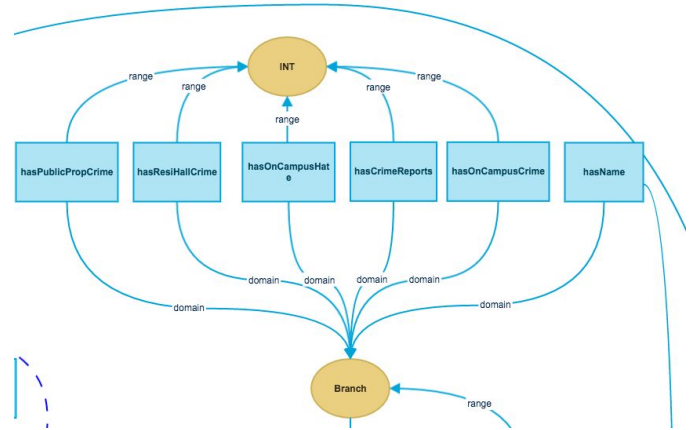 INT
range
range
range
range
range
hasPublicPropCrime
hasResiHallCrime
hasOnCampusHat
e
hasCrimeReports
hasOnCampusCrime
hasName
domain
domain
domain
domain
domain
domain
Branch
range